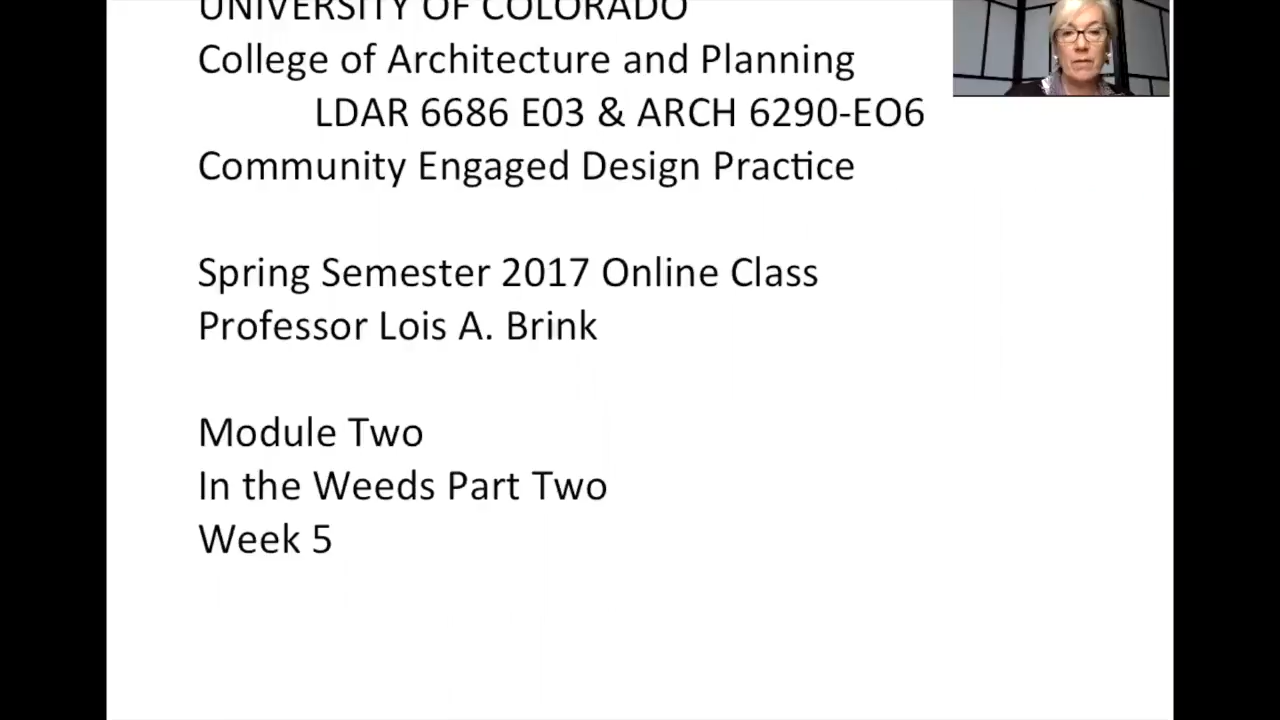 UNIVERSITY OF COLORADO
College of Architecture and Planning
LDAR 6686 E03 & ARCH 6290-EO6
Community Engaged Design Practice
Spring Semester 2017 Online Class
Professor Lois A. Brink
Module Two
In the Weeds Part Two
Week 5